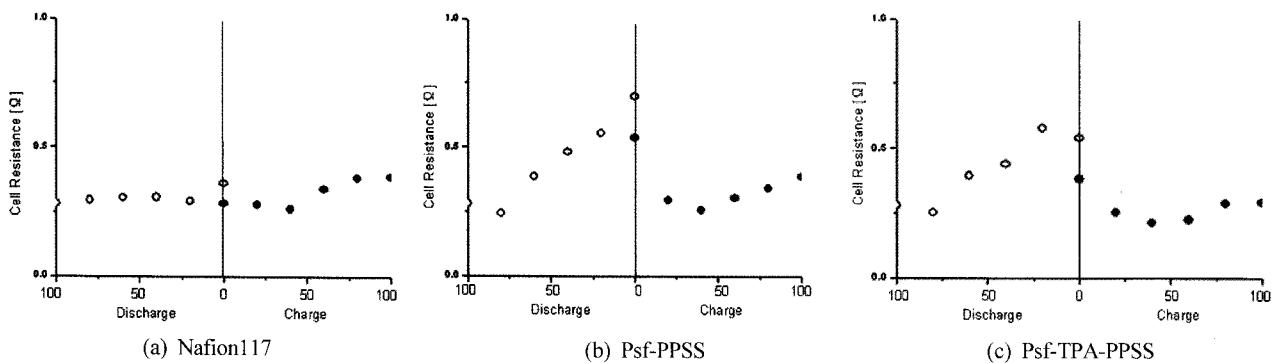 1.0
0.5
0.0
Cell Resistance [Ω]
100 50 0 50 100
Discharge Charge
(a) Nafion117
1.0
0.5
0.0
Cell Resistance [Ω]
100 50 0 50 100
Discharge Charge
(b) Psf-PPSS
1.0
0.5
0.0
Cell Resistance [Ω]
100 50 0 50 100
Discharge Charge
(c) Psf-TPA-PPSS